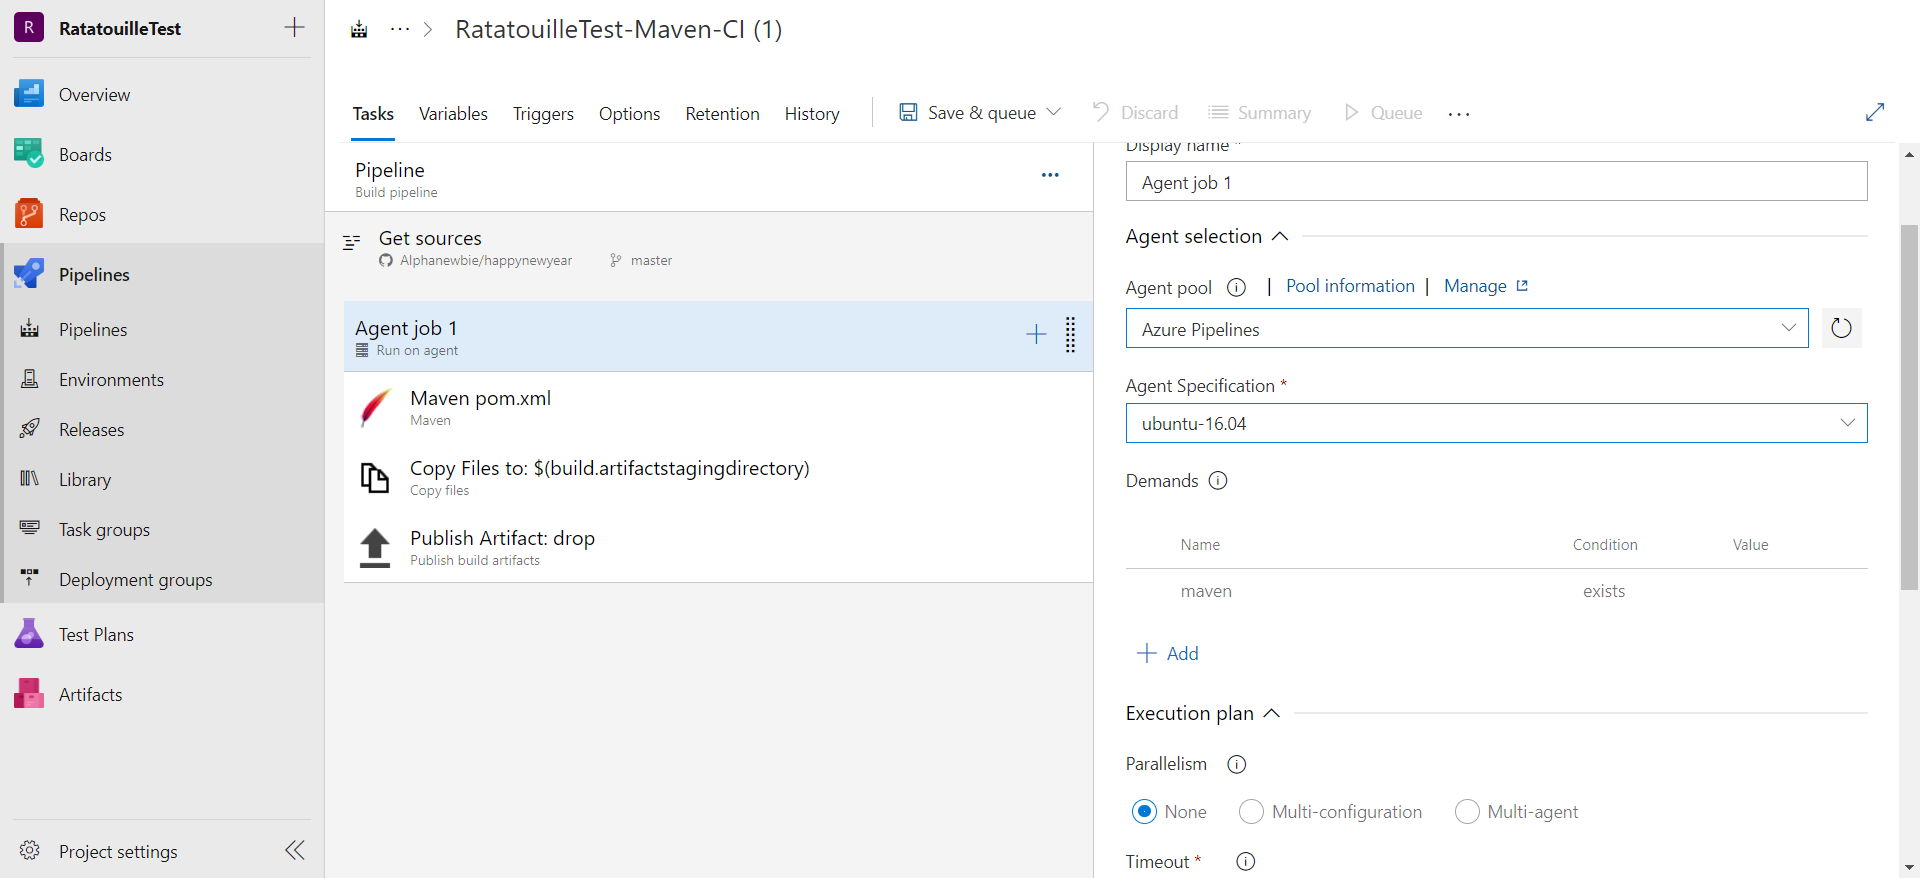 R RatatouilleTest
Overview
Boards
Repos
Pipelines
Pipelines
Environments
Releases
Library
Task groups
Deployment groups
Test Plans
Artifacts
Project settings
RatatouilleTest-Maven-CI (1)
Tasks Variables Triggers Options Retention History Save & queue Discard Summary Queue
Pipeline
Build pipeline
Get sources
Alphanewbie/happynewyear master
Agent job 1
Run on agent
Maven pom.xml
Maven
Copy Files to: $(build.artifactstagingdirectory)
Copy files
Publish Artifact: drop
Publish build artifacts
Display name *
Agent job 1
Agent selection
Agent pool | Pool information | Manage
Azure Pipelines
Agent Specification *
ubuntu-16.04
Demands
Name Condition Value
maven exists
Add
Execution plan
Parallelism
None Multi-configuration Multi-agent
Timeout *